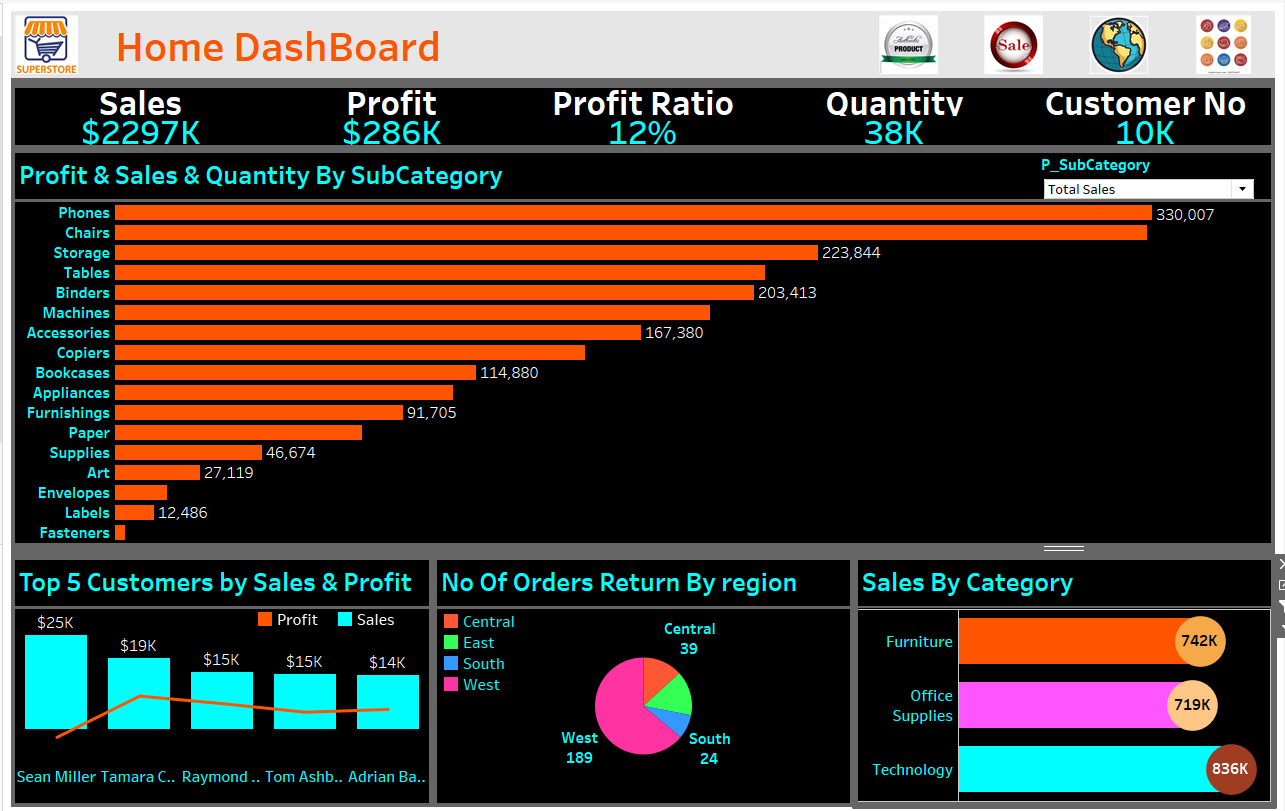 SUPERSTORE
Home DashBoard
Authentic
PRODUCT
Sale
Sales
$2297K
Profit
$286K
Profit Ratio
12%
Quantity
38K
Customer No
10K
Profit & Sales & Quantity By SubCategory
P_SubCategory
Total Sales
Phones 330,007
Chairs
Storage 223,844
Tables
Binders 203,413
Machines
Accessories 167,380
Copiers
Bookcases 114,880
Appliances
Furnishings 91,705
Paper
Supplies 46,674
Art 27,119
Envelopes
Labels 12,486
Fasteners
Top 5 Customers by Sales & Profit
Profit Sales
$25K
$19K
$15K
$15K
$14K
Sean Miller Tamara C.. Raymond .. Tom Ashb.. Adrian Ba..
No Of Orders Return By region
Central
East
South
West
Central
39
West
189
South
24
Sales By Category
Furniture 742K
Office
Supplies
719K
Technology 836K